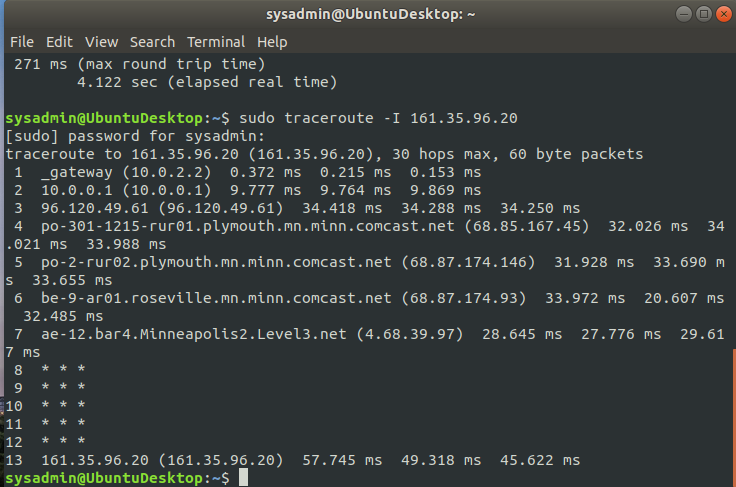 sysadmin@UbuntuDesktop: ~
File Edit View Search Terminal Help
271 ms (max round trip time)
4.122 sec (elapsed real time)
sysadmin@UbuntuDesktop:~$ sudo traceroute -I 161.35.96.20
[sudo] password for sysadmin:
traceroute to 161.35.96.20 (161.35.96.20), 30 hops max, 60 byte packets
1 _gateway (10.0.2.2) 0.372 ms 0.215 ms 0.153 ms
2 10.0.0.1 (10.0.0.1) 9.777 ms 9.764 ms 9.869 ms
3 96.120.49.61 (96.120.49.61) 34.418 ms 34.288 ms 34.250 ms
4 po-301-1215-rur01.plymouth.mn.minn.comcast.net (68.85.167.45) 32.026 ms 34
.021 ms 33.988 ms
5 po-2-rur02.plymouth.mn.minn.comcast.net (68.87.174.146) 31.928 ms 33.690 m
s 33.655 ms
6 be-9-ar01.roseville.mn.minn.comcast.net (68.87.174.93) 33.972 ms 20.607 ms
32.485 ms
7 ae-12.bar4.Minneapolis2.Level3.net (4.68.39.97) 28.645 ms 27.776 ms 29.61
7 ms
8 * * *
9 * * *
10 * * *
11 * * *
12 * * *
13 161.35.96.20 (161.35.96.20) 57.745 ms 49.318 ms 45.622 ms
sysadmin@UbuntuDesktop:~$